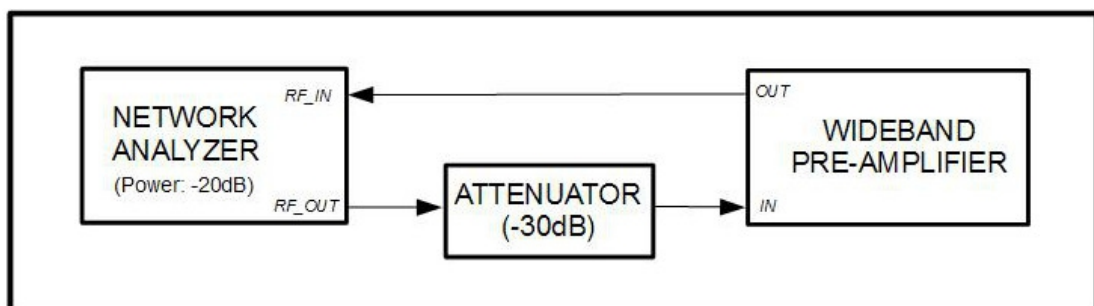 RF_IN
NETWORK
ANALYZER
(Power: -20dB)
RF_OUT
ATTENUATOR
(-30dB)
OUT
WIDEBAND
PRE-AMPLIFIER
IN